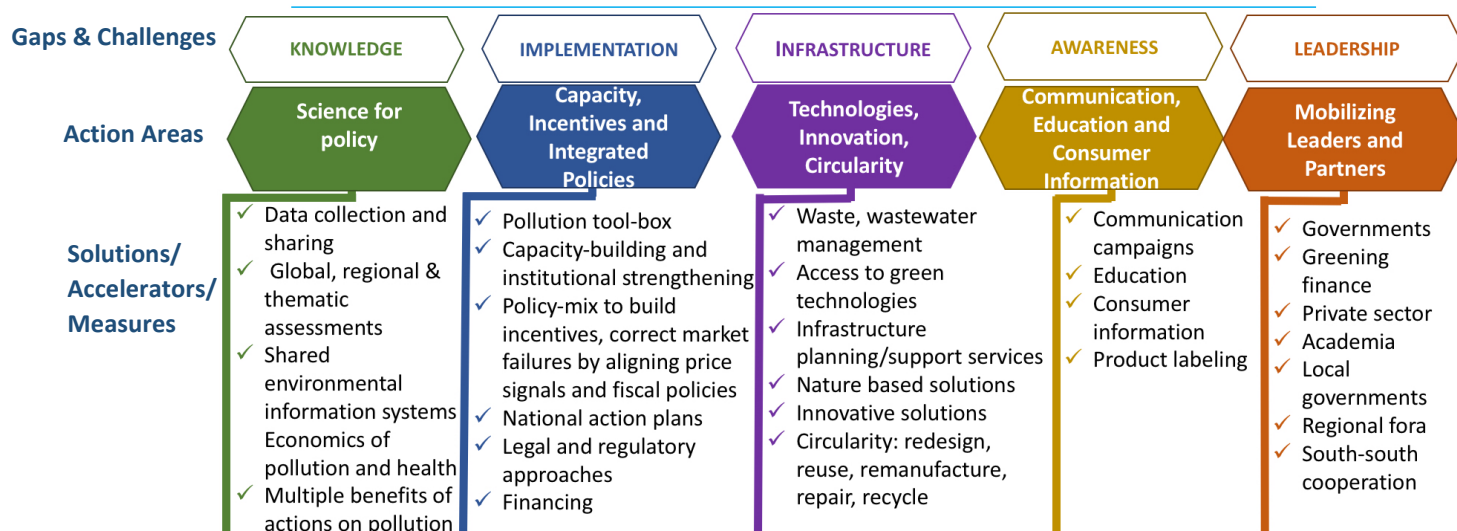 Gaps & Challenges
KNOWLEDGE
IMPLEMENTATION
INFRASTRUCTURE
AWARENESS
LEADERSHIP
Action Areas
Science for
policy
Capacity,
Incentives and
Integrated
Policies
Technologies,
Innovation,
Circularity
Communication,
Education and
Consumer
Information
Mobilizing
Leaders and
Partners
Solutions/
Accelerators/
Measures
✓ Data collection and
sharing
✓ Global, regional &
thematic
assessments
✓ Shared
environmental
information systems
Economics of
pollution and health
✓ Multiple benefits of
actions on pollution
✓ Pollution tool-box
✓ Capacity-building and
institutional strengthening
✓ Policy-mix to build
incentives, correct market
failures by aligning price
signals and fiscal policies
✓ National action plans
✓ Legal and regulatory
approaches
✓ Financing
✓ Waste, wastewater
management
✓ Access to green
technologies
✓ Infrastructure
planning/support services
✓ Nature based solutions
✓ Innovative solutions
✓ Circularity: redesign,
reuse, remanufacture,
repair, recycle
✓ Communication
campaigns
✓ Education
✓ Consumer
information
✓ Product labeling
✓ Governments
✓ Greening
finance
✓ Private sector
✓ Academia
✓ Local
governments
✓ Regional fora
✓ South-south
cooperation